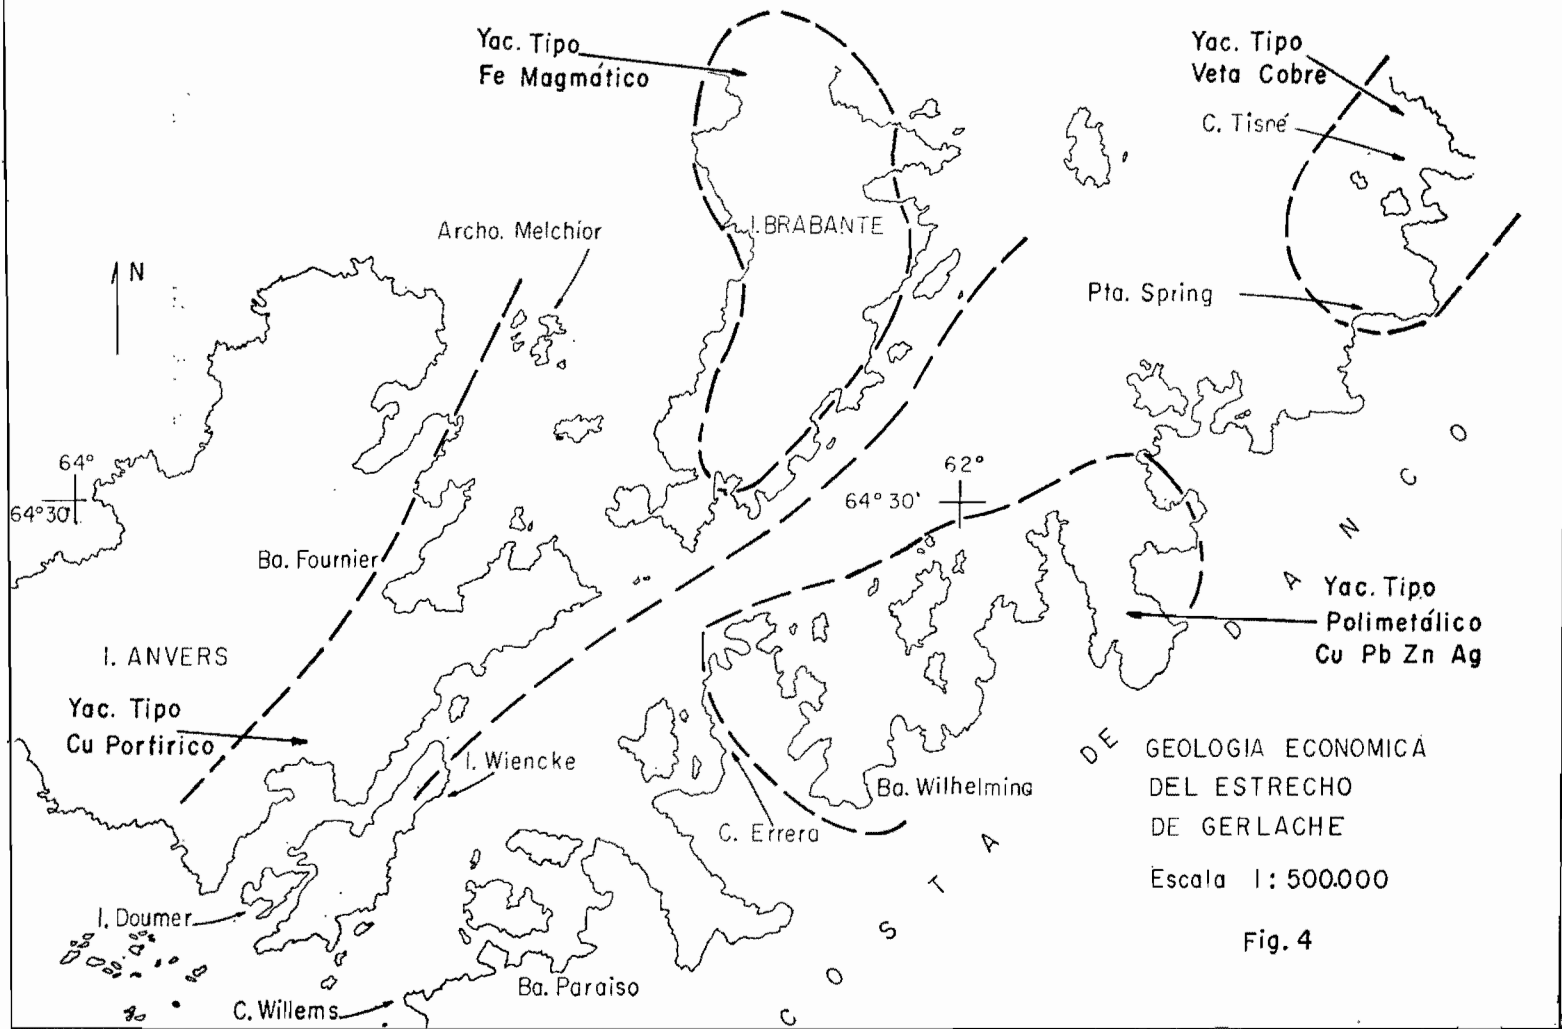 Yac. Tipo
Fe Magmático
Yac. Tipo
Veta Cobre
C. Tisné
Archo. Melchior
I. BRABANTE
N
Pta. Spring
64°
64°30'
62°
64°30'
Ba. Fournier
I. ANVERS
Yac. Tipo
Cu Porfirico
Yac. Tipo
Polimetálico
Cu Pb Zn Ag
I. Wiencke
Ba. Wilhelmina
C. Errera
I. Doumer
C. Willems
Ba. Paraiso
COSTA DE DANCO
GEOLOGIA ECONOMICA
DEL ESTRECHO
DE GERLACHE
Escala 1:500.000
Fig. 4